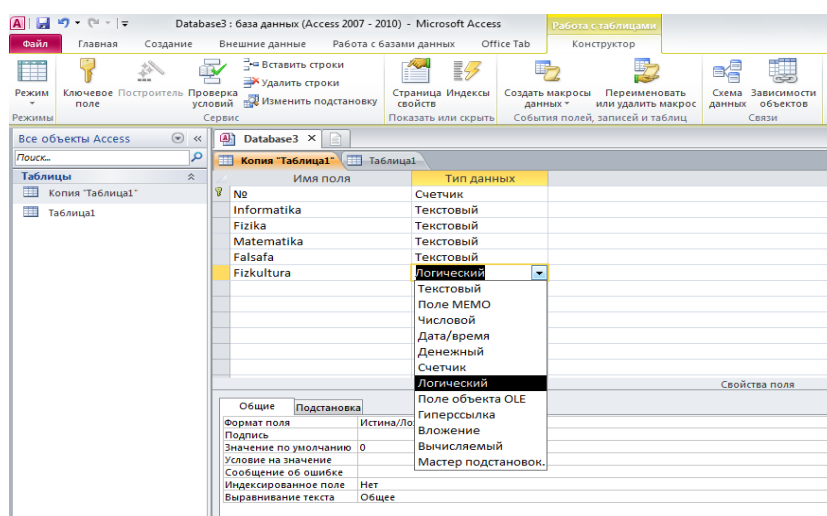 Database3 : база данных (Access 2007 - 2010) - Microsoft Access
Работа с таблицами
Файл Главная Создание Внешние данные Работа с базами данных Office Tab Конструктор
Режим
Ключевое поле
Построитель
Проверка условий
Вставить строки
Удалить строки
Изменить подстановку
Страница свойств
Индексы
Создать макросы данных
Переименовать или удалить макрос
Схема данных
Зависимости объектов
Режимы Сервис Показать или скрыть События полей, записей и таблиц Связи
Все объекты Access
Поиск...
Таблицы
Копия "Таблица1"
Таблица1
Database3
Копия "Таблица1" Таблица1
Имя поля Тип данных
№ Счетчик
Informatika Текстовый
Fizika Текстовый
Matematika Текстовый
Falsafa Текстовый
Fizkultura Логический
Текстовый
Поле МЕМО
Числовой
Дата/время
Денежный
Счетчик
Логический
Поле объекта OLE
Гиперссылка
Вложение
Вычисляемый
Мастер подстановок.
Свойства поля
Общие Подстановка
Формат поля Истина/Ло
Подпись
Значение по умолчанию 0
Условие на значение
Сообщение об ошибке
Индексированное поле Нет
Выравнивание текста Общее